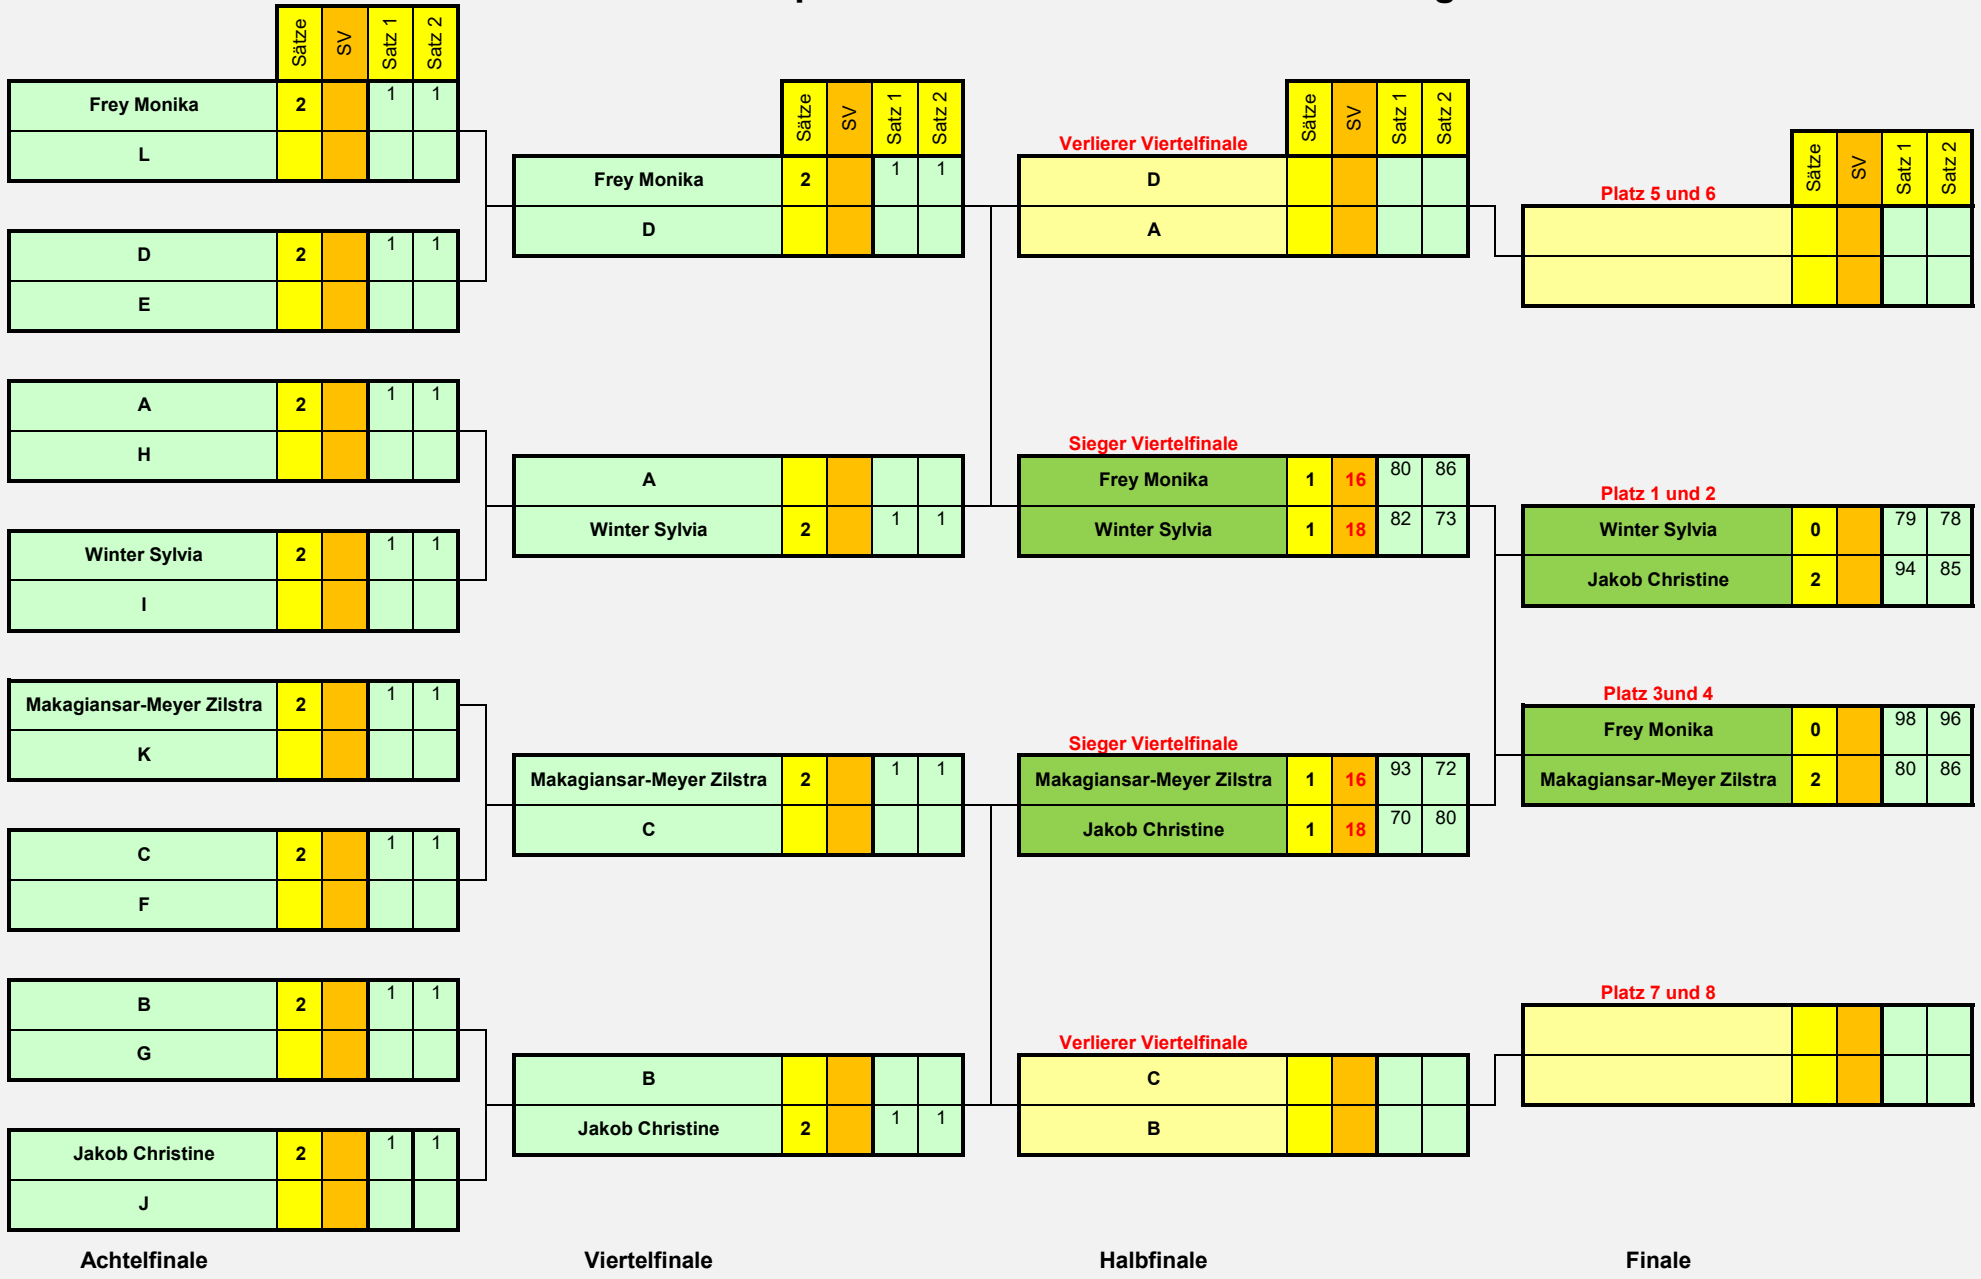 Sätze SV Satz 1 Satz 2
Frey Monika 2 1 1
L
D 2 1 1
E
A 2 1 1
H
Winter Sylvia 2 1 1
I
Makagiansar-Meyer Zilstra 2 1 1
K
C 2 1 1
F
B 2 1 1
G
Jakob Christine 2 1 1
J
Achtelfinale
Sätze SV Satz 1 Satz 2
Frey Monika 2 1 1
D
A
Winter Sylvia 2 1 1
Makagiansar-Meyer Zilstra 2 1 1
C
B
Jakob Christine 2 1 1
Viertelfinale
Sätze SV Satz 1 Satz 2
Verlierer Viertelfinale
D
A
Sieger Viertelfinale
Frey Monika 1 16 80 86
Winter Sylvia 1 18 82 73
Sieger Viertelfinale
Makagiansar-Meyer Zilstra 1 16 93 72
Jakob Christine 1 18 70 80
Verlierer Viertelfinale
C
B
Halbfinale
Sätze SV Satz 1 Satz 2
Platz 5 und 6
Platz 1 und 2
Winter Sylvia 0 79 78
Jakob Christine 2 94 85
Platz 3und 4
Frey Monika 0 98 96
Makagiansar-Meyer Zilstra 2 80 86
Platz 7 und 8
Finale